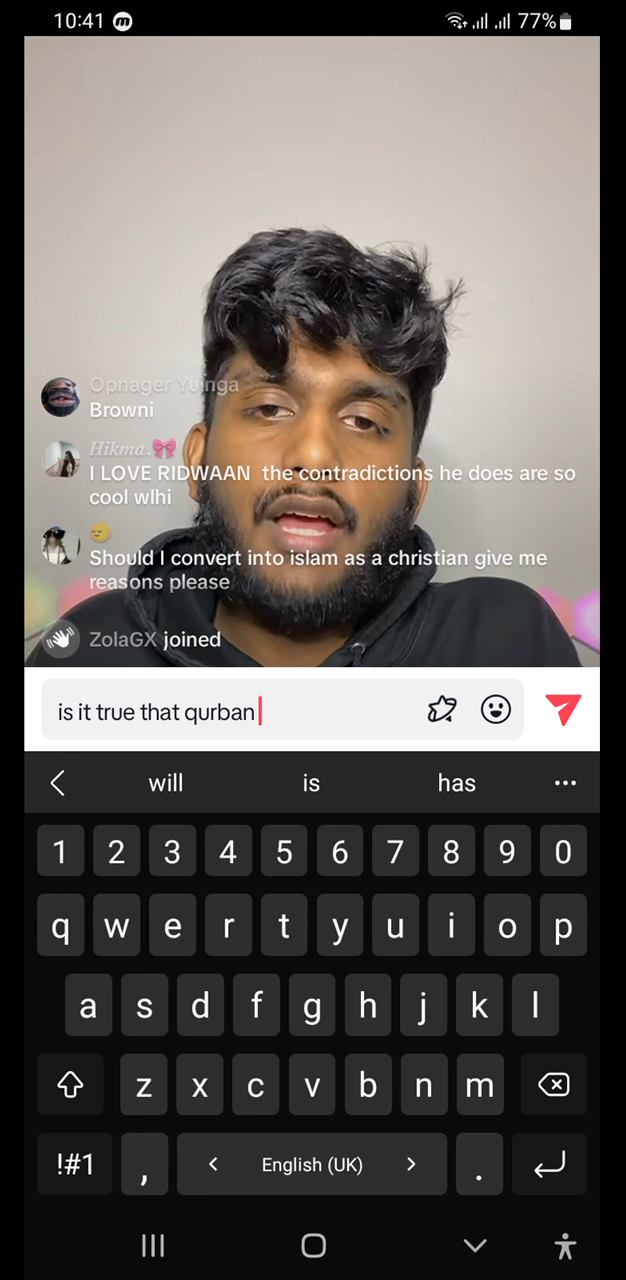 10:41
77%
Opnager Yuinga
Browni
Hikma.🎀
I LOVE RIDWAAN the contradictions he does are so
cool wlhi
😴
Should I convert into islam as a christian give me
reasons please
ZolaGX joined
is it true that qurban
will is has ...
1 2 3 4 5 6 7 8 9 0
q w e r t y u i o p
a s d f g h j k l
z x c v b n m
!#1 , < English (UK) > .